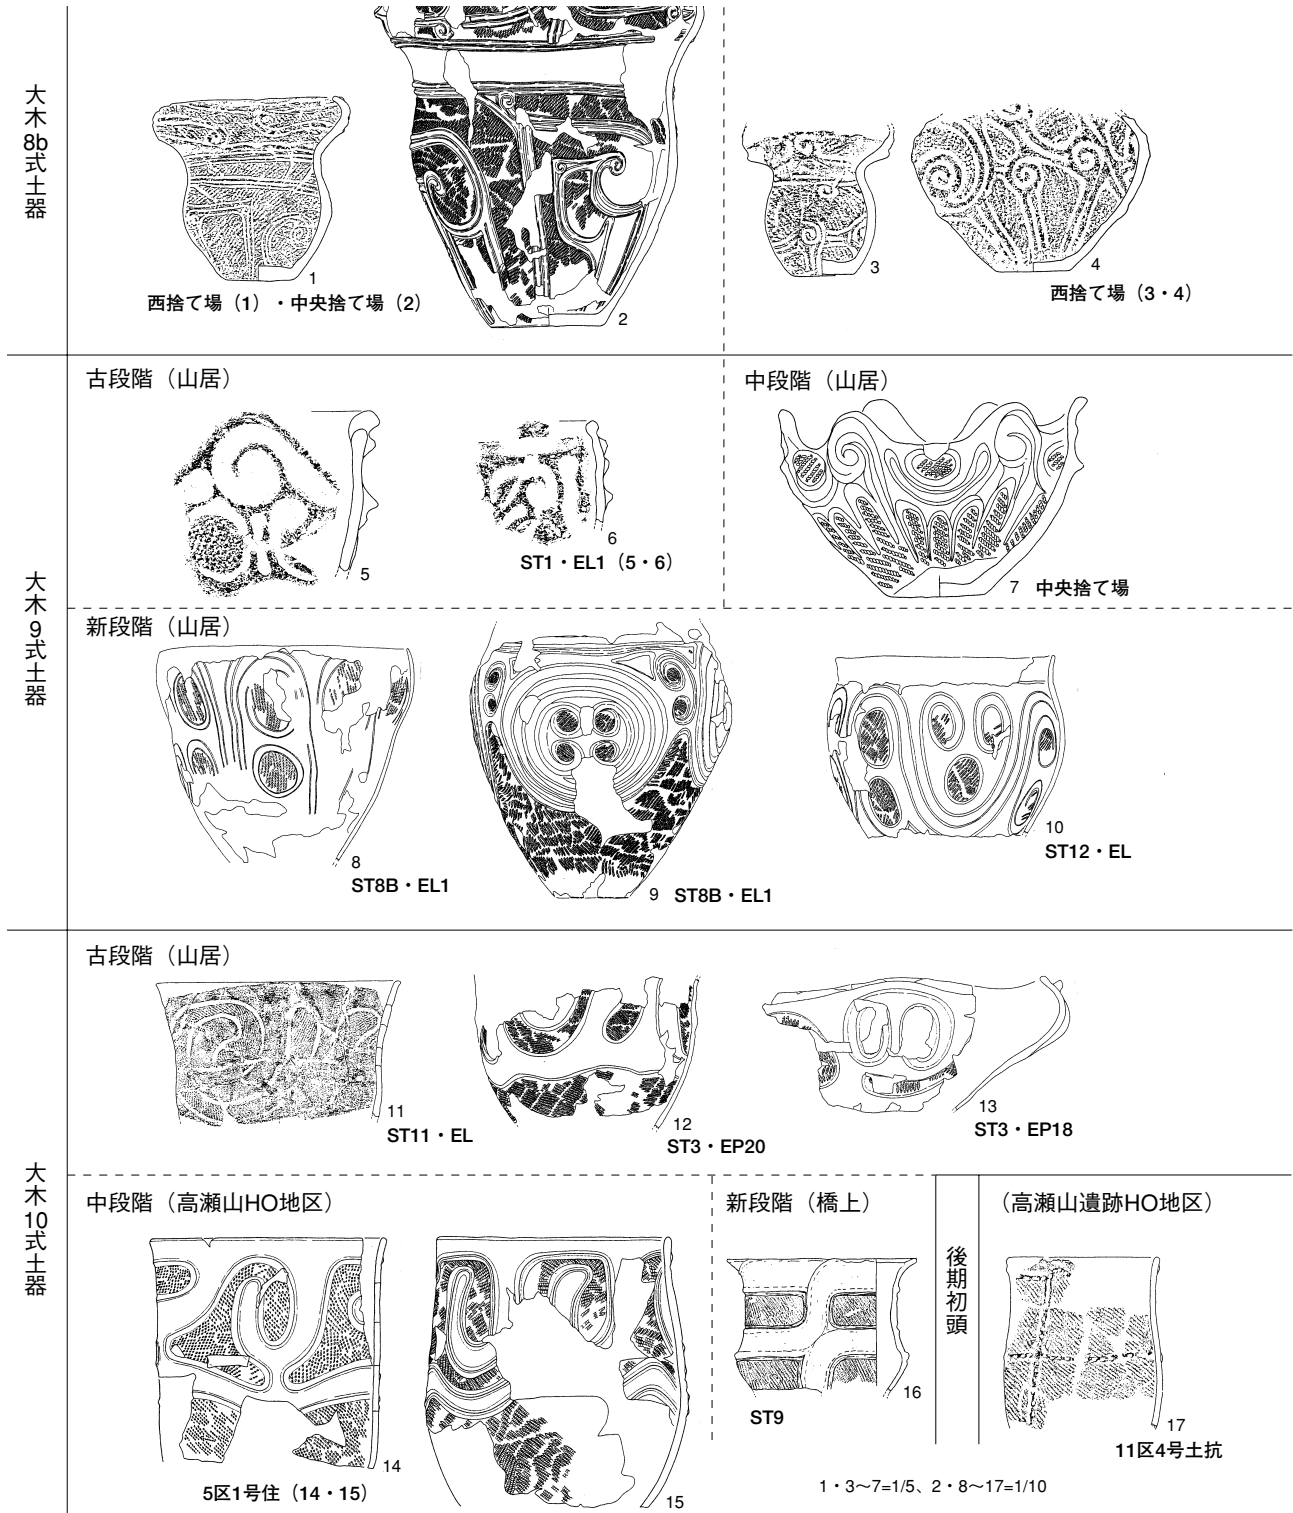 大木8b式土器
1
西捨て場（1）・中央捨て場（2）
2
3
4
西捨て場（3・4）
大木9式土器
古段階（山居）
5
6
ST1・EL1（5・6）
中段階（山居）
7 中央捨て場
新段階（山居）
8
ST8B・EL1
9 ST8B・EL1
10
ST12・EL
大木10式土器
古段階（山居）
11
ST11・EL
12
ST3・EP20
13
ST3・EP18
中段階（高瀬山HO地区）
14
5区1号住（14・15）
15
新段階（橋上）
16
ST9
後期初頭
（高瀬山遺跡HO地区）
17
11区4号土抗
1・3〜7=1/5、2・8〜17=1/10